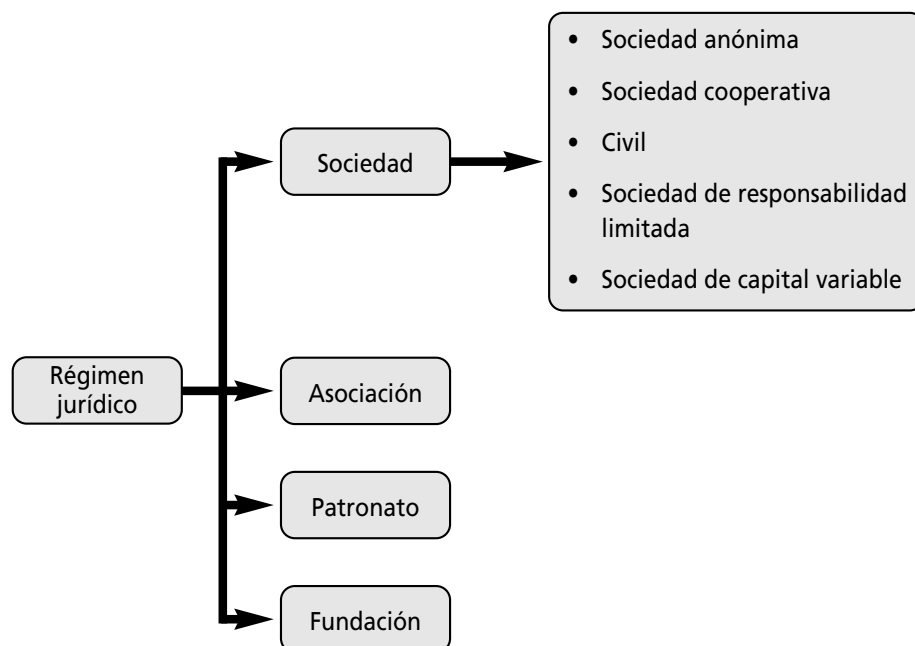 • Sociedad anónima
• Sociedad cooperativa
• Civil
• Sociedad de responsabilidad
limitada
• Sociedad de capital variable
Sociedad
Régimen
jurídico
Asociación
Patronato
Fundación